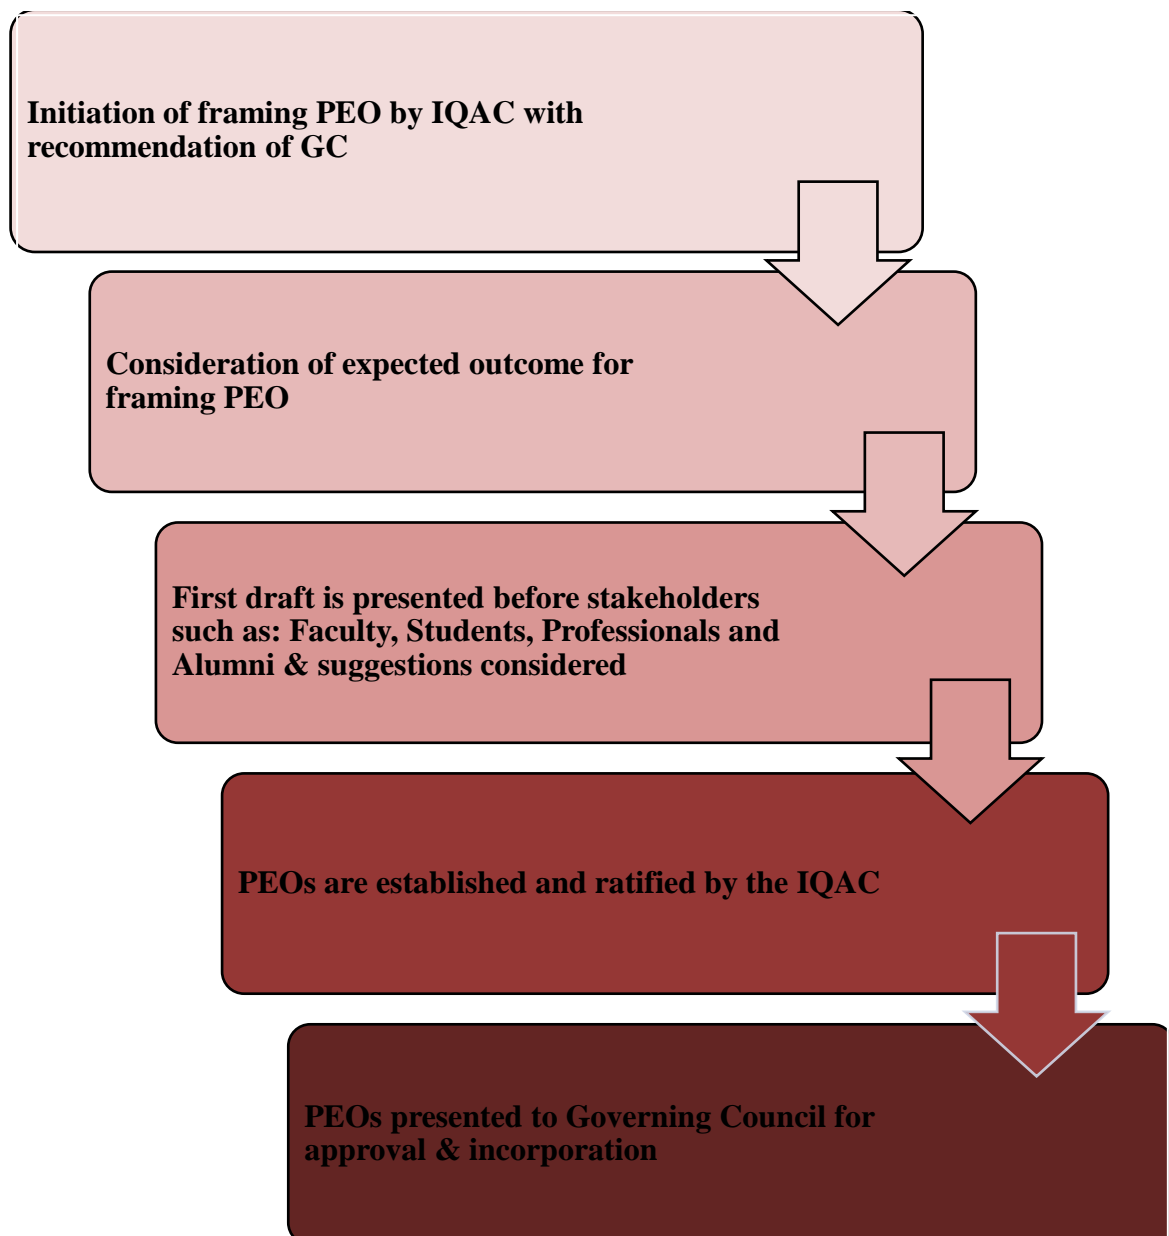 Initiation of framing PEO by IQAC with
recommendation of GC
Consideration of expected outcome for
framing PEO
First draft is presented before stakeholders
such as: Faculty, Students, Professionals and
Alumni & suggestions considered
PEOs are established and ratified by the IQAC
PEOs presented to Governing Council for
approval & incorporation